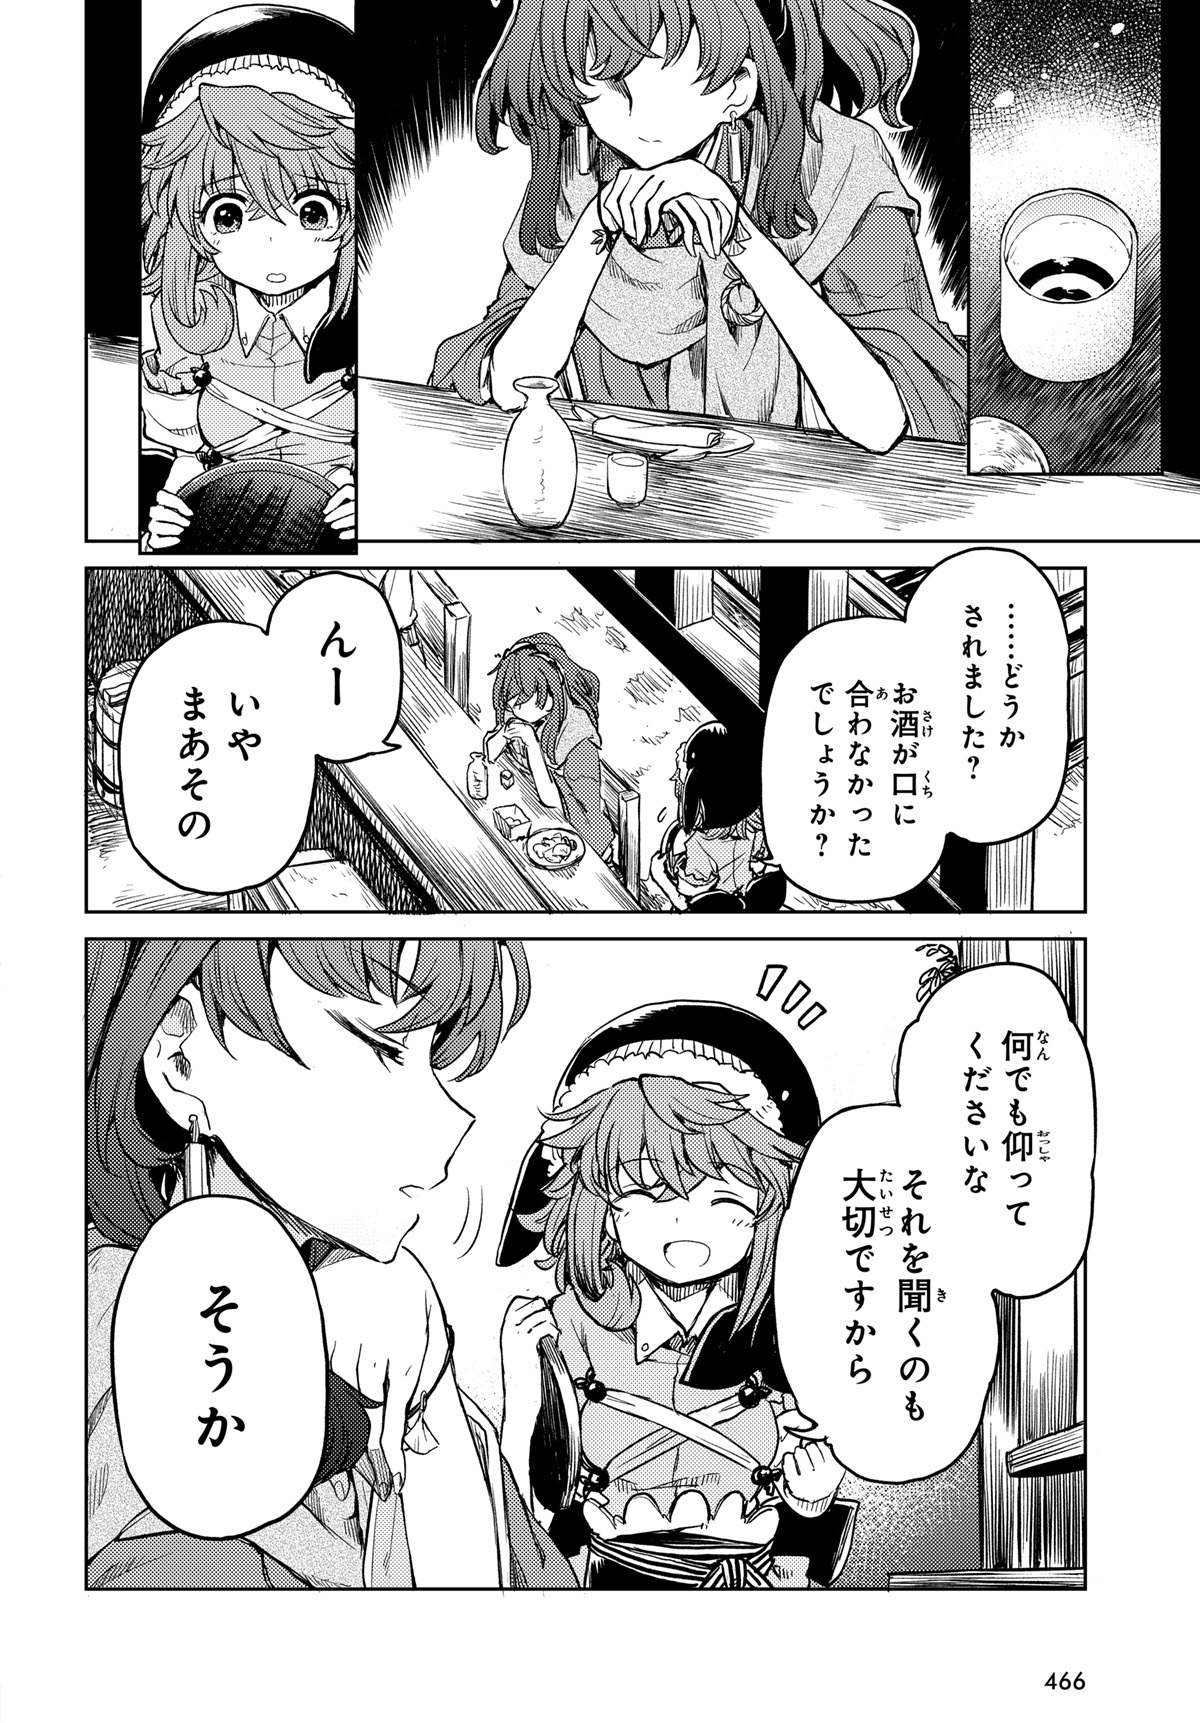 ……どうか
されました？
お酒が口に
合わなかった
でしょうか？
んー
いや
まあその
何でも仰って
くださいな
それを聞くのも
大切ですから
そうか
466